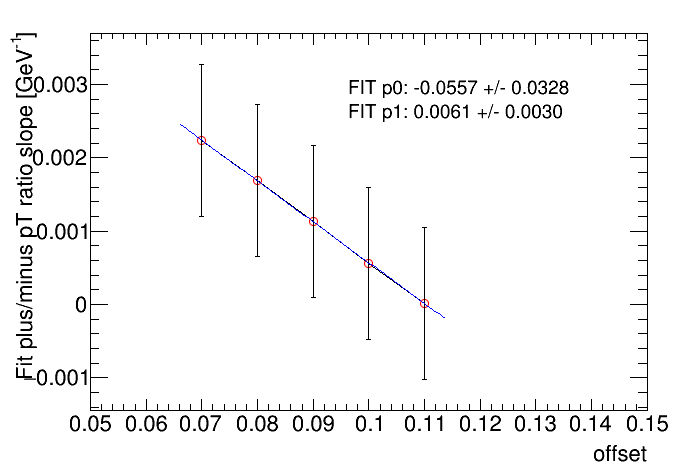 Fit plus/minus pT ratio slope [GeV⁻¹]
0.003
0.002
0.001
0
-0.001
FIT p0: -0.0557 +/- 0.0328
FIT p1: 0.0061 +/- 0.0030
0.05 0.06 0.07 0.08 0.09 0.1 0.11 0.12 0.13 0.14 0.15
offset